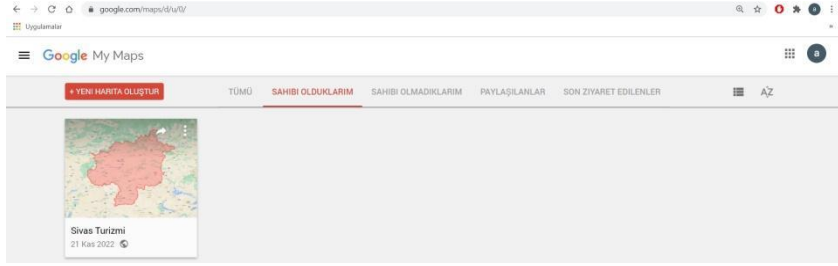 google.com/maps/d/u/0/
Uygulamalar
Google My Maps
a
+ YENİ HARİTA OLUŞTUR
TÜMÜ SAHİBİ OLDUKLARIM SAHİBİ OLMADIKLARIM PAYLAŞILANLAR SON ZİYARET EDİLENLER
AZ
Sivas Turizmi
21 Kas 2022